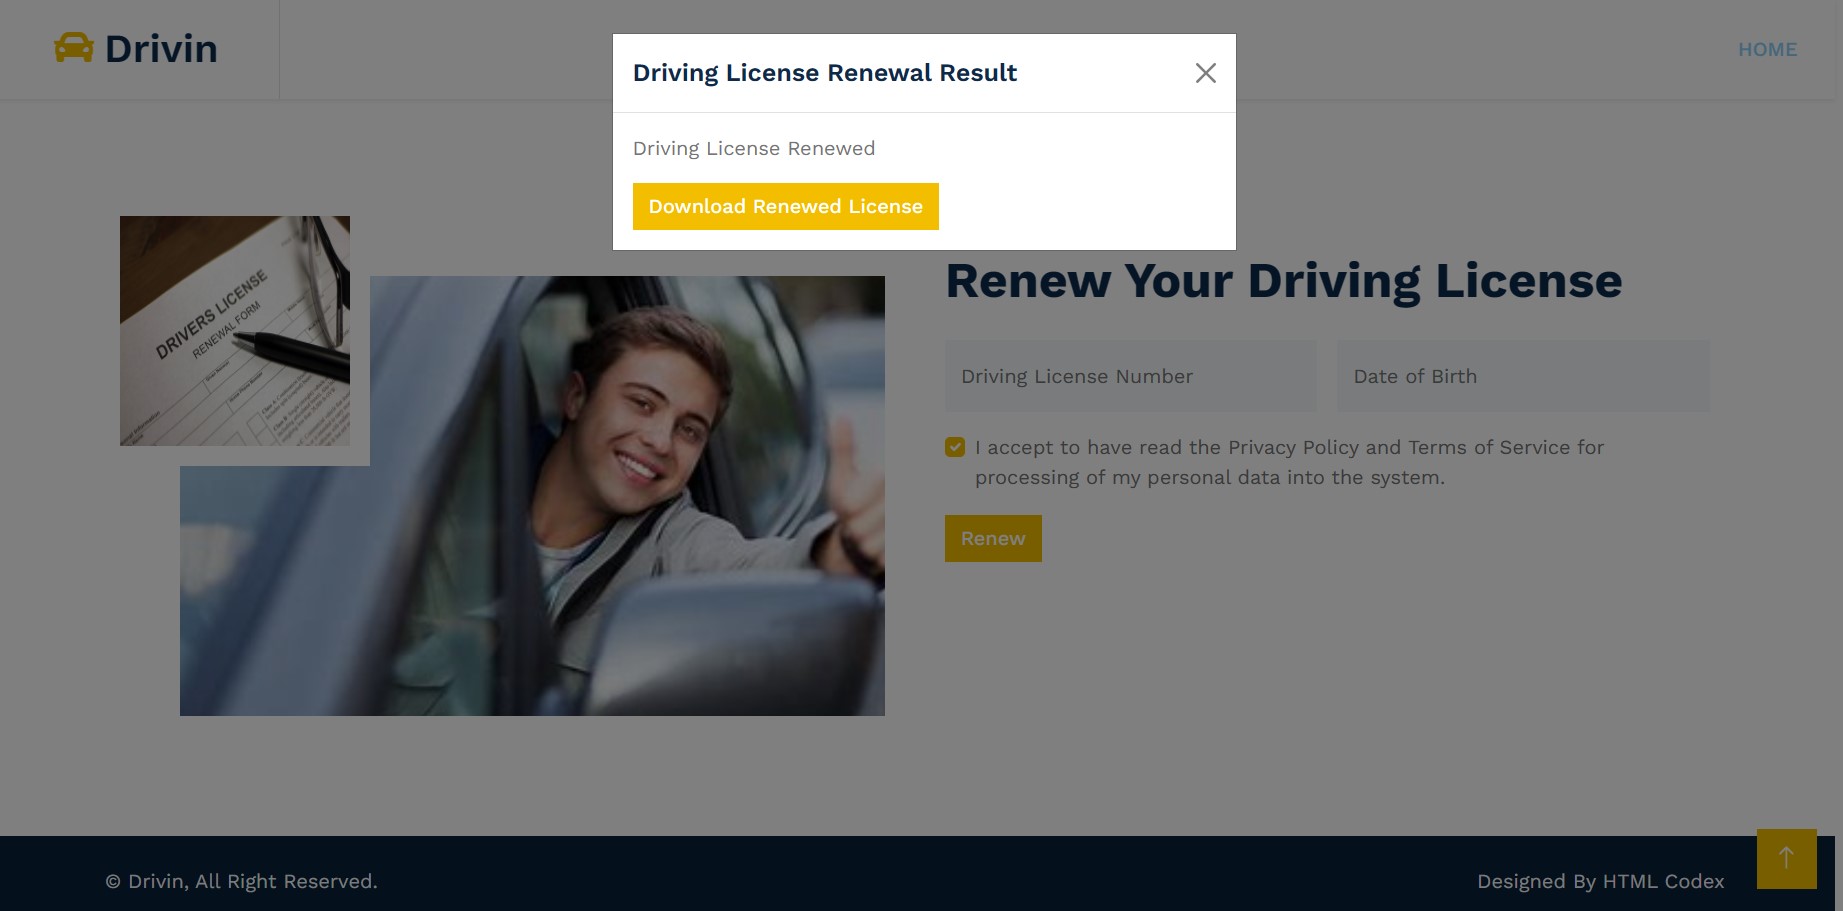 Drivin
HOME
Driving License Renewal Result
Driving License Renewed
Download Renewed License
DRIVERS LICENSE
RENEWAL FORM
Renew Your Driving License
Driving License Number
Date of Birth
I accept to have read the Privacy Policy and Terms of Service for
processing of my personal data into the system.
Renew
© Drivin, All Right Reserved.
Designed By HTML Codex